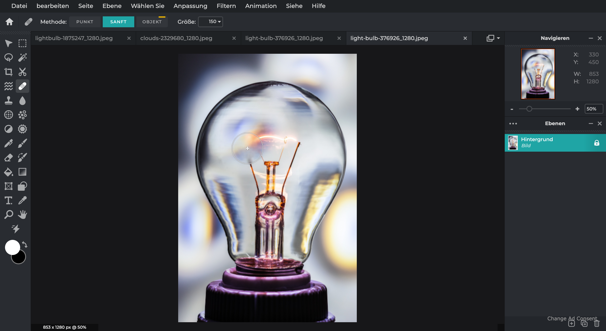 Datei bearbeiten Seite Ebene Wählen Sie Anpassung Filtern Animation Siehe Hilfe
Methode: PUNKT SANFT OBJEKT Größe: 150
lightbulb-1875247_1280.jpeg clouds-2329680_1280.jpeg light-bulb-376926_1280.jpeg light-bulb-376926_1280.jpeg
Navigieren
X: 330
Y: 450
W: 853
H: 1280
50%
Ebenen
Hintergrund
Bild
Change Ad Consent
853 x 1280 px @ 50%